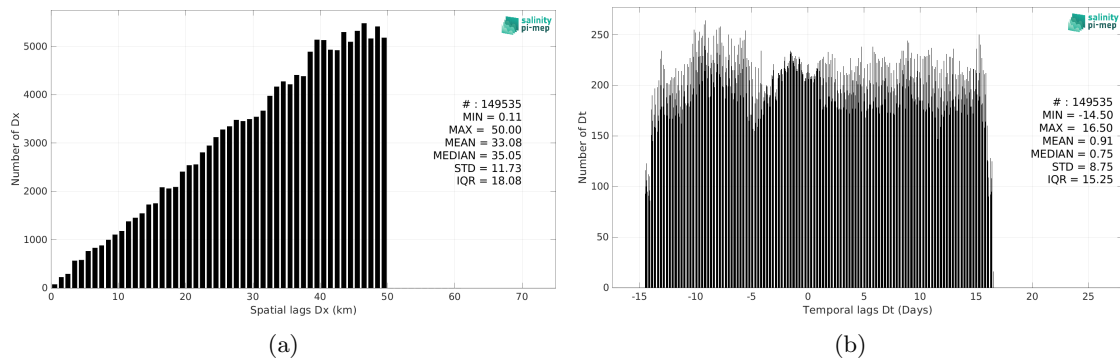 salinity
pi-mep
5000
4000
3000
2000
1000
0
Number of Dx
# : 149535
MIN = 0.11
MAX = 50.00
MEAN = 33.08
MEDIAN = 35.05
STD = 11.73
IQR = 18.08
0 10 20 30 40 50 60 70
Spatial lags Dx (km)
(a)
salinity
pi-mep
250
200
150
100
50
0
Number of Dt
# : 149535
MIN = -14.50
MAX = 16.50
MEAN = 0.91
MEDIAN = 0.75
STD = 8.75
IQR = 15.25
-15 -10 -5 0 5 10 15 20 25
Temporal lags Dt (Days)
(b)